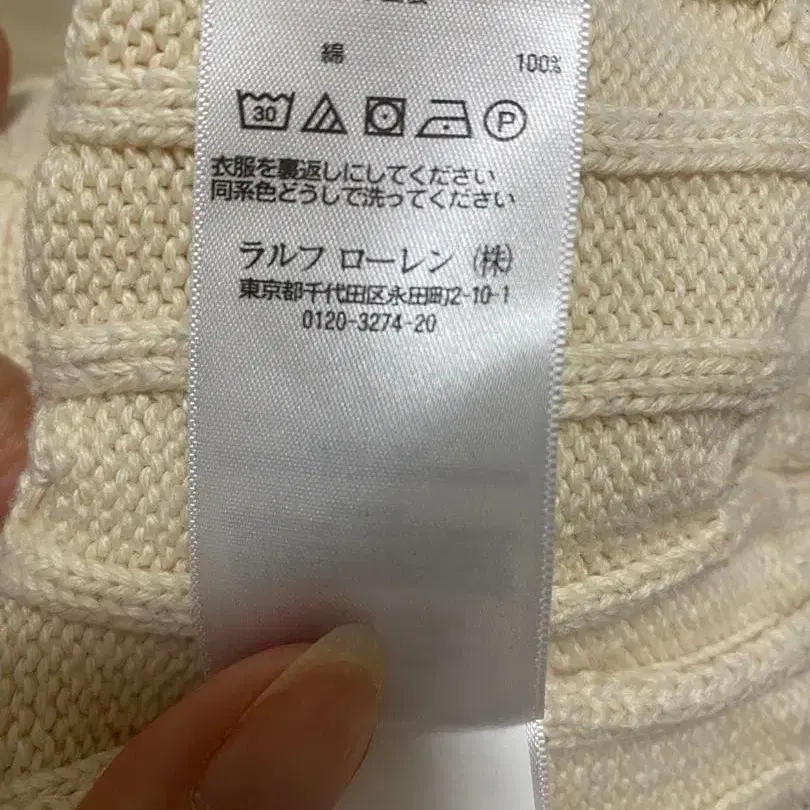 綿 100%
30 P
衣服を裏返しにしてください
同系色どうしで洗ってください
ラルフ ローレン (株)
東京都千代田区永田町2-10-1
0120-3274-20